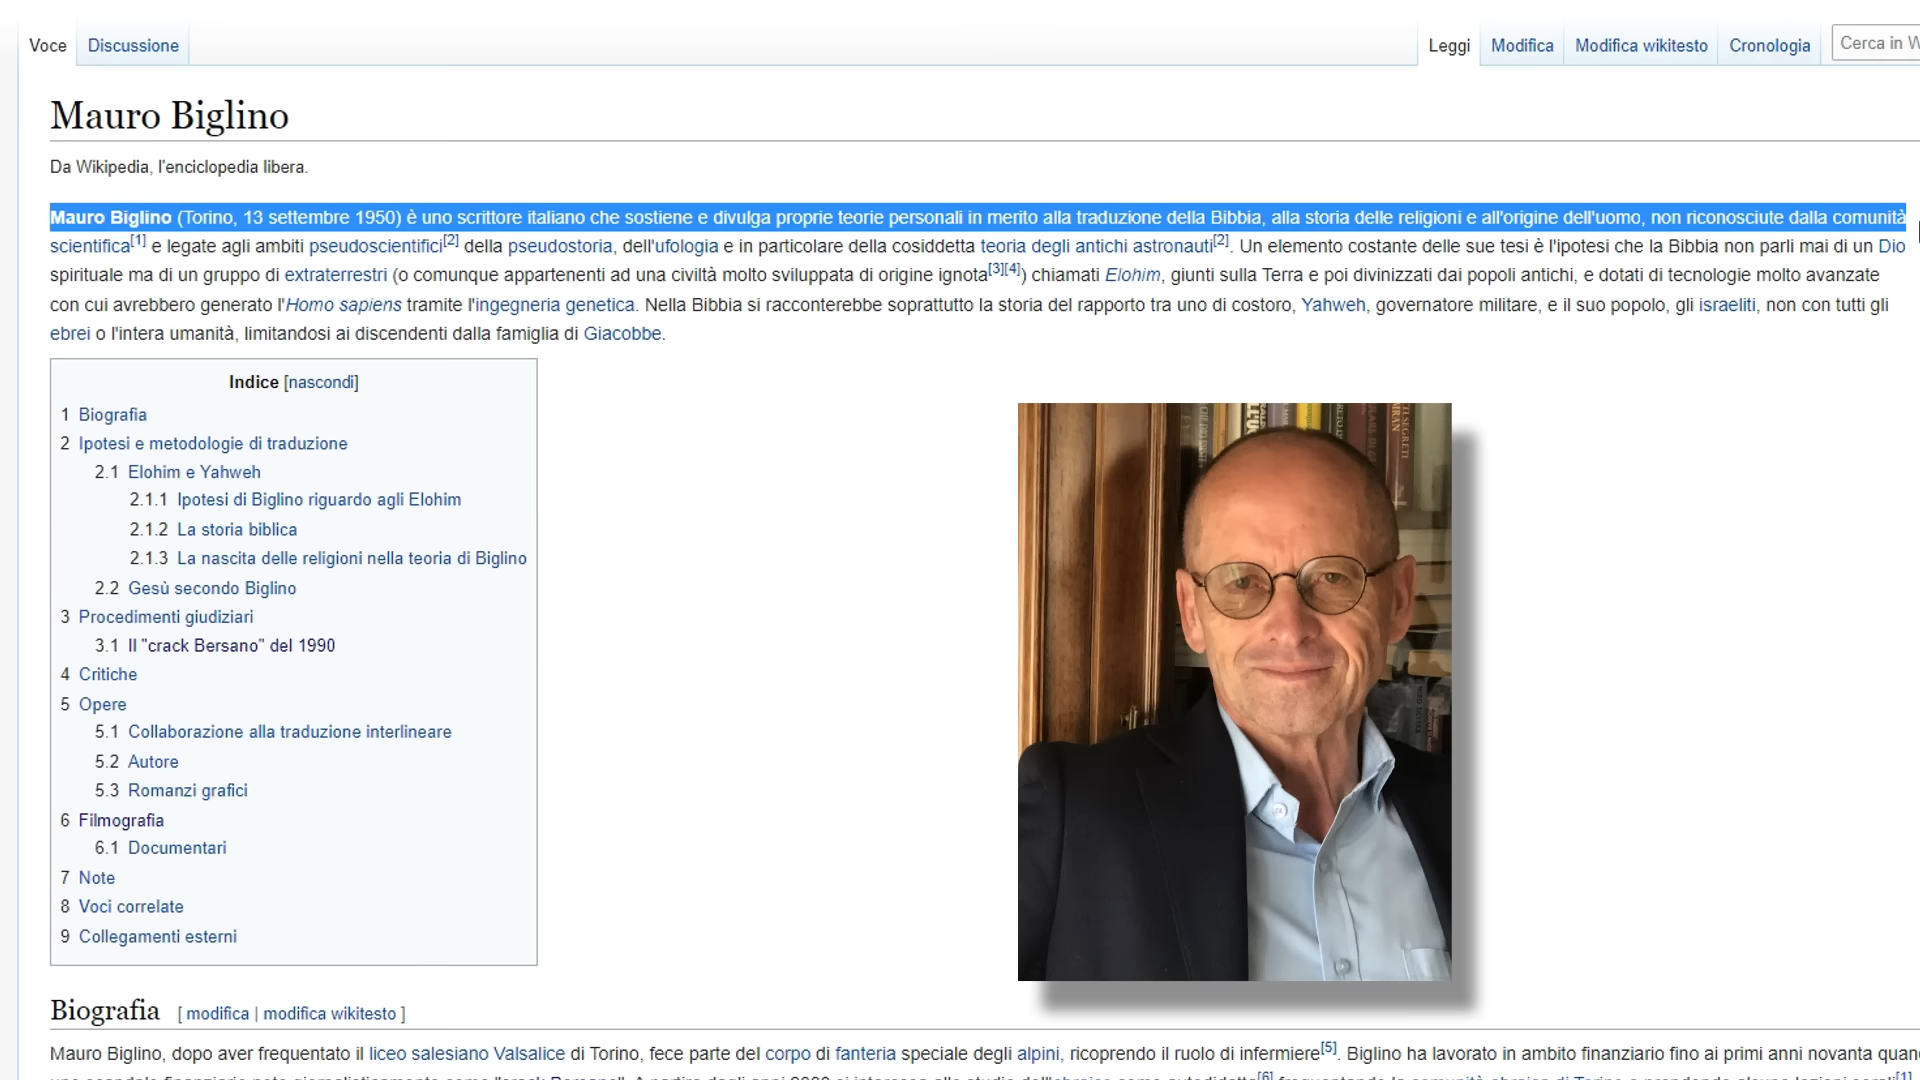 Voce Discussione Leggi Modifica Modifica wikitesto Cronologia Cerca in W
Mauro Biglino
Da Wikipedia, l'enciclopedia libera.
Mauro Biglino (Torino, 13 settembre 1950) è uno scrittore italiano che sostiene e divulga proprie teorie personali in merito alla traduzione della Bibbia, alla storia delle religioni e all'origine dell'uomo, non riconosciute dalla comunità
scientifica[1] e legate agli ambiti pseudoscientifici[2] della pseudostoria, dell'ufologia e in particolare della cosiddetta teoria degli antichi astronauti[2]. Un elemento costante delle sue tesi è l'ipotesi che la Bibbia non parli mai di un Dio
spirituale ma di un gruppo di extraterrestri (o comunque appartenenti ad una civiltà molto sviluppata di origine ignota[3][4]) chiamati Elohim, giunti sulla Terra e poi divinizzati dai popoli antichi, e dotati di tecnologie molto avanzate
con cui avrebbero generato l'Homo sapiens tramite l'ingegneria genetica. Nella Bibbia si racconterebbe soprattutto la storia del rapporto tra uno di costoro, Yahweh, governatore militare, e il suo popolo, gli israeliti, non con tutti gli
ebrei o l'intera umanità, limitandosi ai discendenti dalla famiglia di Giacobbe.
Indice [nascondi]
1 Biografia
2 Ipotesi e metodologie di traduzione
2.1 Elohim e Yahweh
2.1.1 Ipotesi di Biglino riguardo agli Elohim
2.1.2 La storia biblica
2.1.3 La nascita delle religioni nella teoria di Biglino
2.2 Gesù secondo Biglino
3 Procedimenti giudiziari
3.1 Il "crack Bersano" del 1990
4 Critiche
5 Opere
5.1 Collaborazione alla traduzione interlineare
5.2 Autore
5.3 Romanzi grafici
6 Filmografia
6.1 Documentari
7 Note
8 Voci correlate
9 Collegamenti esterni
Biografia [ modifica | modifica wikitesto ]
Mauro Biglino, dopo aver frequentato il liceo salesiano Valsalice di Torino, fece parte del corpo di fanteria speciale degli alpini, ricoprendo il ruolo di infermiere[5]. Biglino ha lavorato in ambito finanziario fino ai primi anni novanta